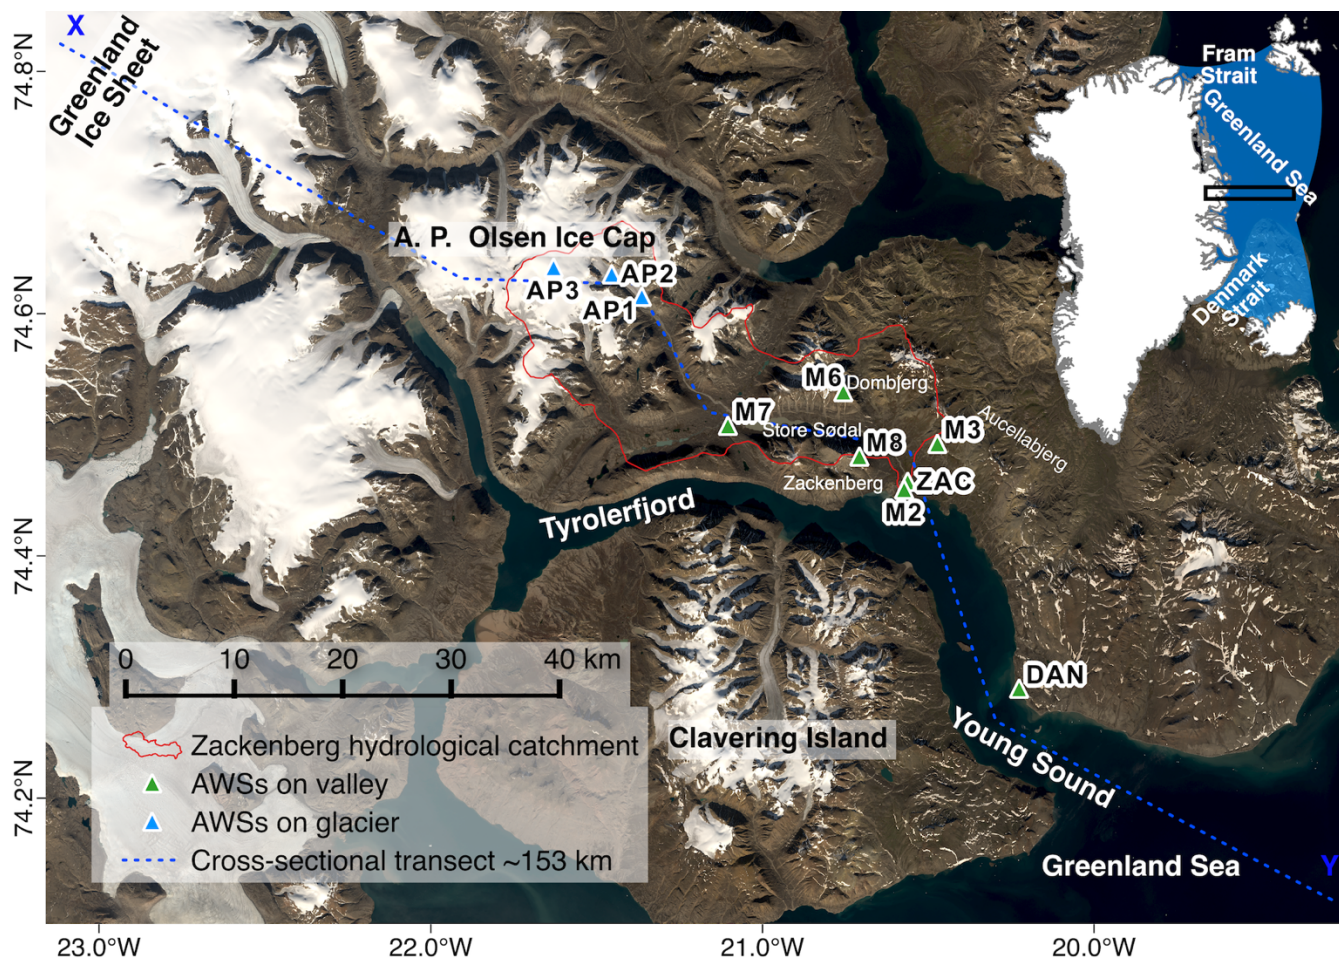 X
Greenland
Ice Sheet
Fram
Strait
Greenland Sea
Denmark
Strait
A. P. Olsen Ice Cap
AP3
AP2
AP1
M6
Dombjerg
M7
Store Sødal
M8
M3
Aucellabjerg
Zackenberg
ZAC
M2
Tyrolerfjord
DAN
Clavering Island
Young Sound
Greenland Sea
Y
0 10 20 30 40 km
Zackenberg hydrological catchment
AWSs on valley
AWSs on glacier
Cross-sectional transect ~153 km
74.8°N
74.6°N
74.4°N
74.2°N
23.0°W 22.0°W 21.0°W 20.0°W